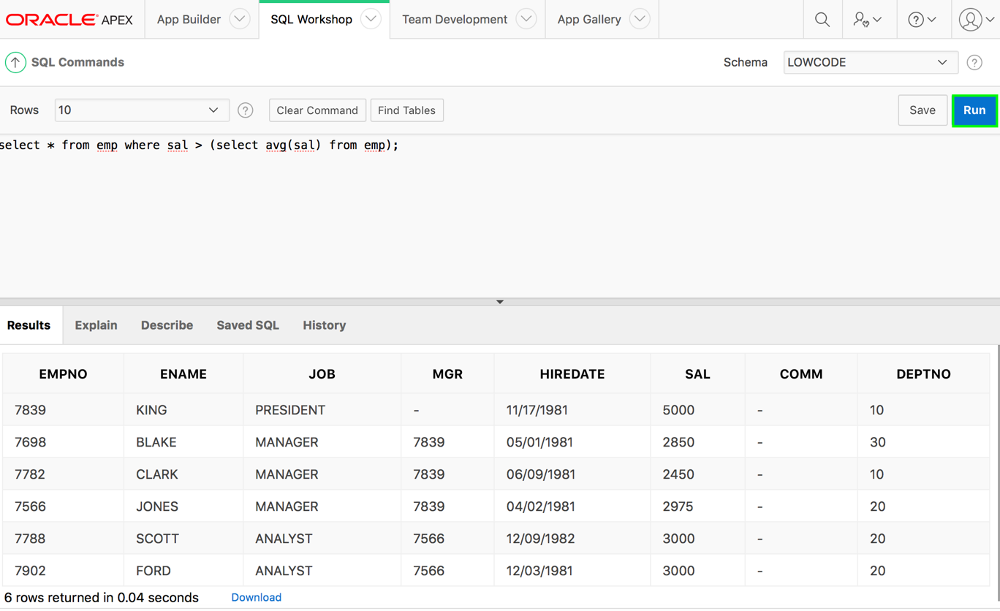 ORACLE APEX App Builder SQL Workshop Team Development App Gallery
SQL Commands Schema LOWCODE ?
Rows 10 ? Clear Command Find Tables Save Run
select * from emp where sal > (select avg(sal) from emp);
Results Explain Describe Saved SQL History
EMPNO ENAME JOB MGR HIREDATE SAL COMM DEPTNO
7839 KING PRESIDENT - 11/17/1981 5000 - 10
7698 BLAKE MANAGER 7839 05/01/1981 2850 - 30
7782 CLARK MANAGER 7839 06/09/1981 2450 - 10
7566 JONES MANAGER 7839 04/02/1981 2975 - 20
7788 SCOTT ANALYST 7566 12/09/1982 3000 - 20
7902 FORD ANALYST 7566 12/03/1981 3000 - 20
6 rows returned in 0.04 seconds Download